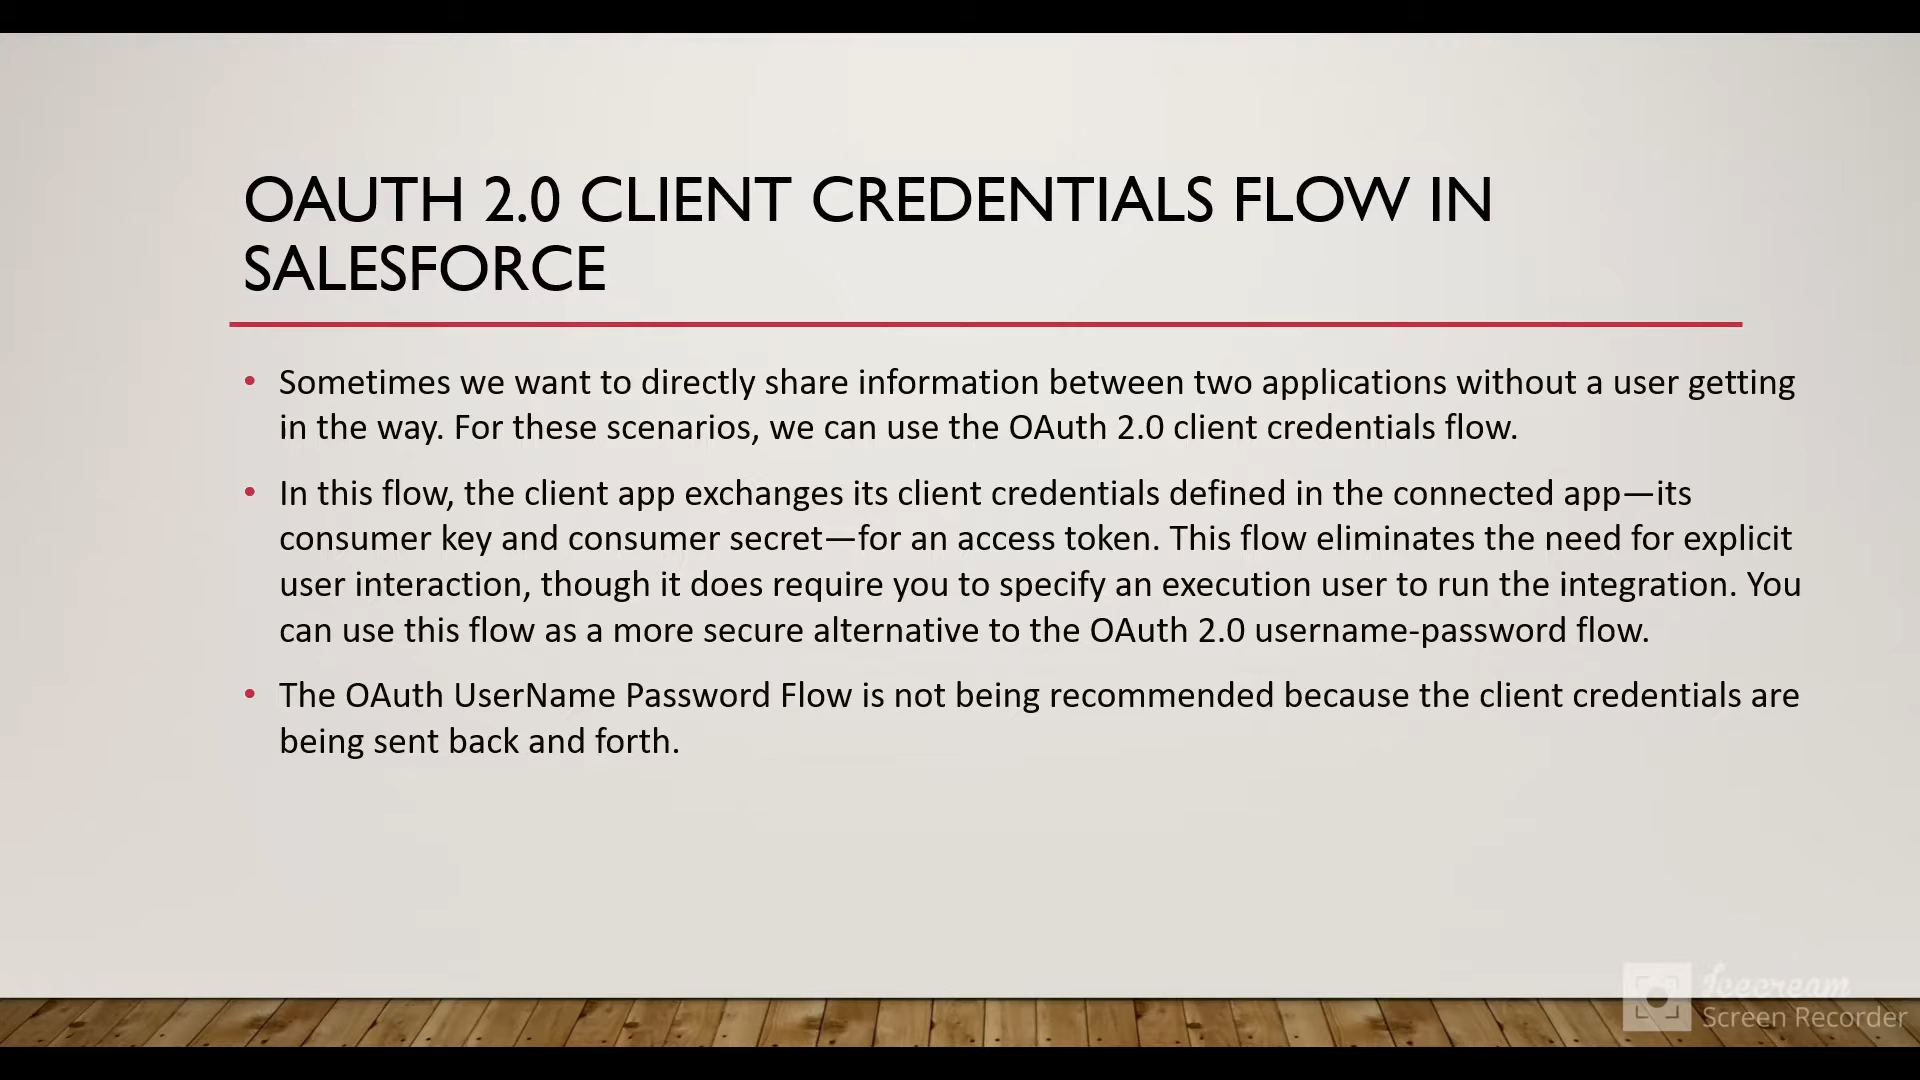 OAUTH 2.0 CLIENT CREDENTIALS FLOW IN
SALESFORCE
• Sometimes we want to directly share information between two applications without a user getting
in the way. For these scenarios, we can use the OAuth 2.0 client credentials flow.
• In this flow, the client app exchanges its client credentials defined in the connected app—its
consumer key and consumer secret—for an access token. This flow eliminates the need for explicit
user interaction, though it does require you to specify an execution user to run the integration. You
can use this flow as a more secure alternative to the OAuth 2.0 username-password flow.
• The OAuth UserName Password Flow is not being recommended because the client credentials are
being sent back and forth.
Icecream
Screen Recorder